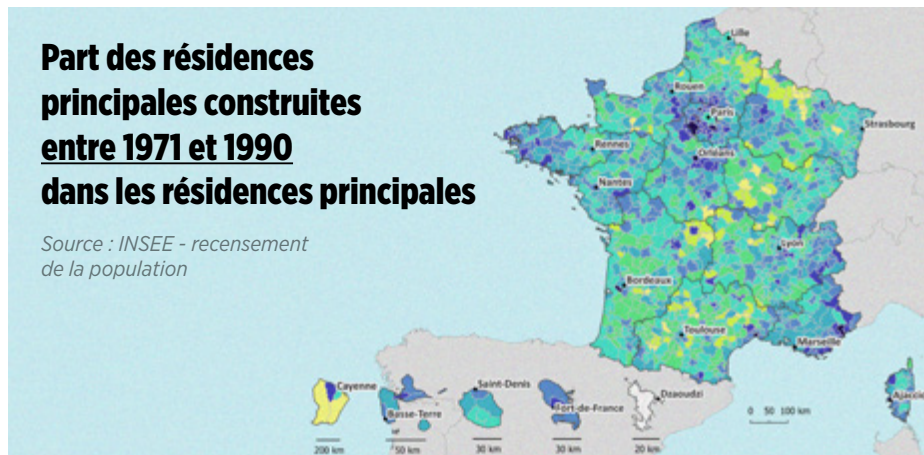 Part des résidences
principales construites
entre 1971 et 1990
dans les résidences principales
Source : INSEE - recensement
de la population
Lille
Rouen
Paris
Strasbourg
Rennes
Orléans
Nantes
Lyon
Bordeaux
Toulouse
Marseille
Ajaccio
Cayenne
Basse-Terre
Saint-Denis
Fort-de-France
Dzaoudzi
0 50 100 km
200 km
50 km
30 km
30 km
20 km